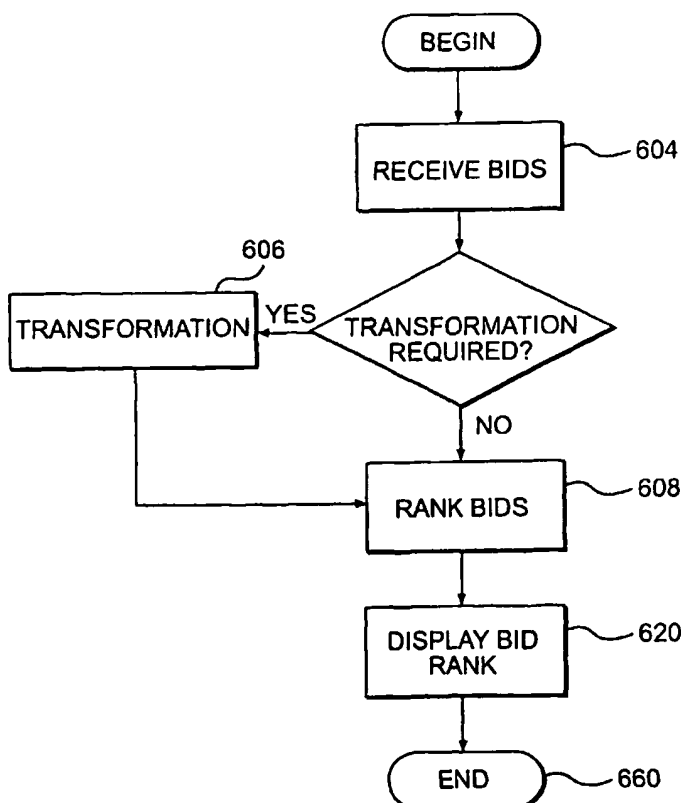 BEGIN
RECEIVE BIDS
604
606
TRANSFORMATION
YES
TRANSFORMATION
REQUIRED?
NO
RANK BIDS
608
DISPLAY BID
RANK
620
END
660